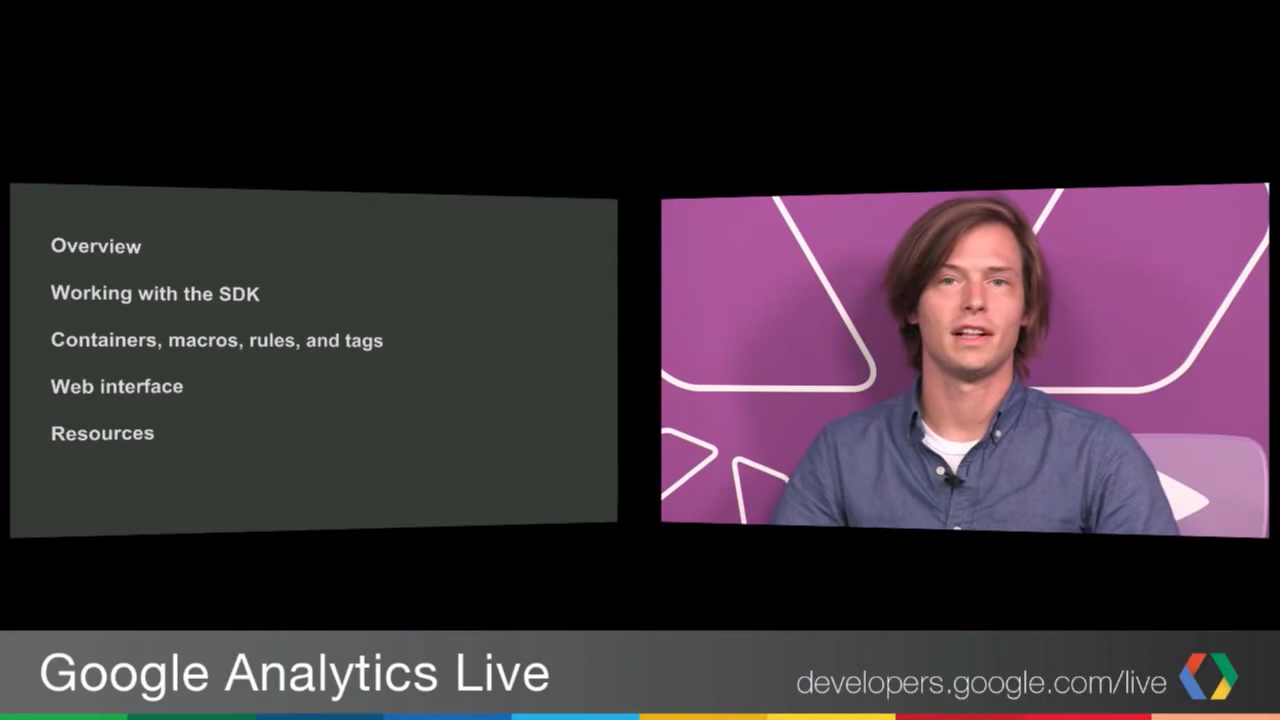 Overview
Working with the SDK
Containers, macros, rules, and tags
Web interface
Resources
Google Analytics Live
developers.google.com/live